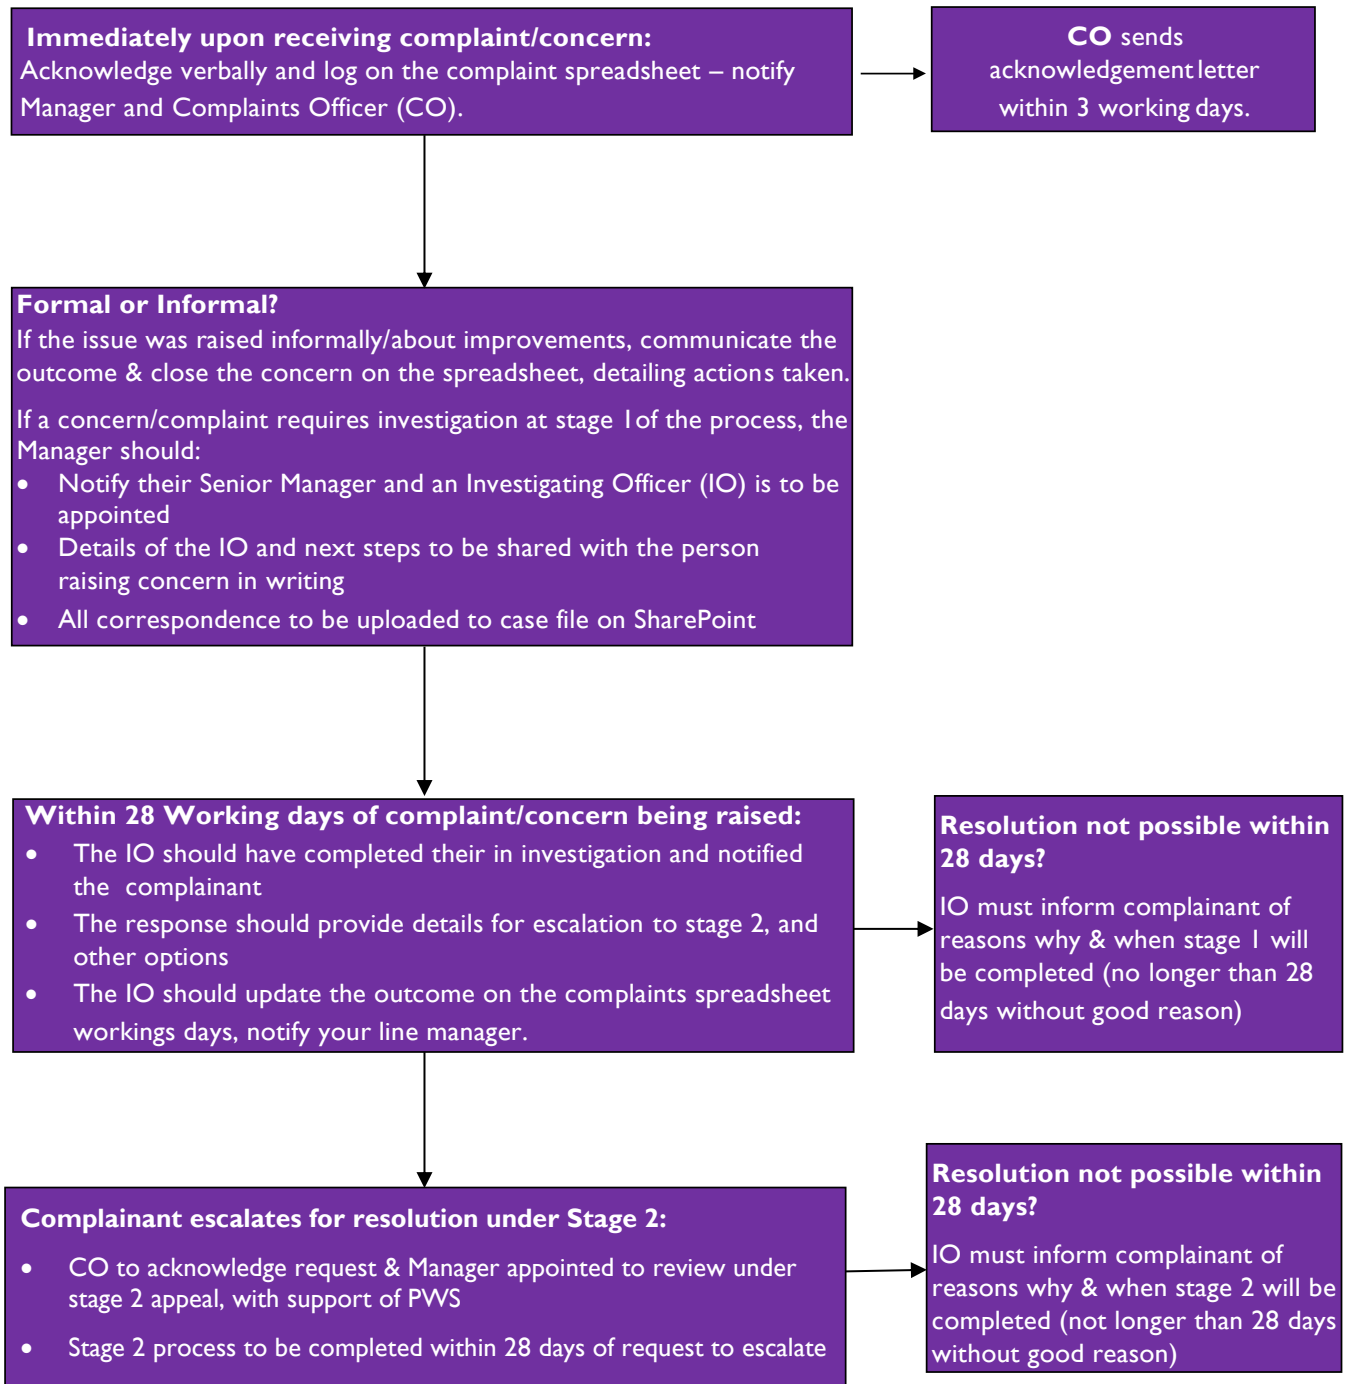 Immediately upon receiving complaint/concern:
Acknowledge verbally and log on the complaint spreadsheet – notify
Manager and Complaints Officer (CO).
CO sends
acknowledgement letter
within 3 working days.
Formal or Informal?
If the issue was raised informally/about improvements, communicate the
outcome & close the concern on the spreadsheet, detailing actions taken.
If a concern/complaint requires investigation at stage 1of the process, the
Manager should:
• Notify their Senior Manager and an Investigating Officer (IO) is to be
appointed
• Details of the IO and next steps to be shared with the person
raising concern in writing
• All correspondence to be uploaded to case file on SharePoint
Within 28 Working days of complaint/concern being raised:
• The IO should have completed their in investigation and notified
the complainant
• The response should provide details for escalation to stage 2, and
other options
• The IO should update the outcome on the complaints spreadsheet
workings days, notify your line manager.
Resolution not possible within
28 days?
IO must inform complainant of
reasons why & when stage 1 will
be completed (no longer than 28
days without good reason)
Complainant escalates for resolution under Stage 2:
• CO to acknowledge request & Manager appointed to review under
stage 2 appeal, with support of PWS
• Stage 2 process to be completed within 28 days of request to escalate
Resolution not possible within
28 days?
IO must inform complainant of
reasons why & when stage 2 will be
completed (not longer than 28 days
without good reason)